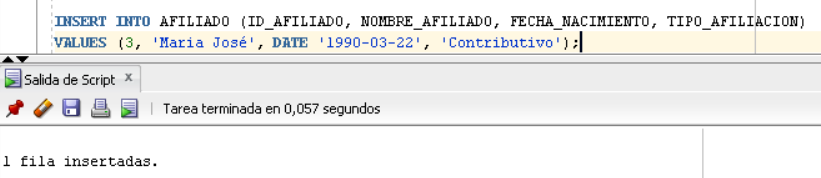 INSERT INTO AFILIADO (ID_AFILIADO, NOMBRE_AFILIADO, FECHA_NACIMIENTO, TIPO_AFILIACION)
VALUES (3, 'Maria José', DATE '1990-03-22', 'Contributivo');
Salida de Script x
Tarea terminada en 0,057 segundos
1 fila insertadas.